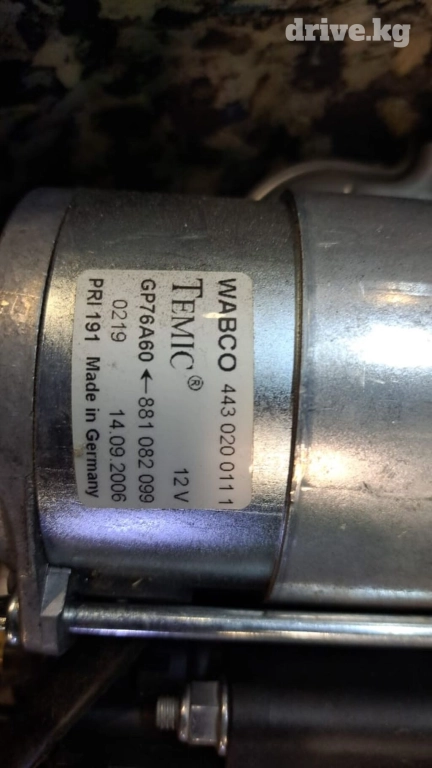 drive.kg
WABCO 443 020 011 1
TEMIC® 12 V
GP76A60 ← 881 082 099
0219 14.09.2006
PRI 191 Made in Germany